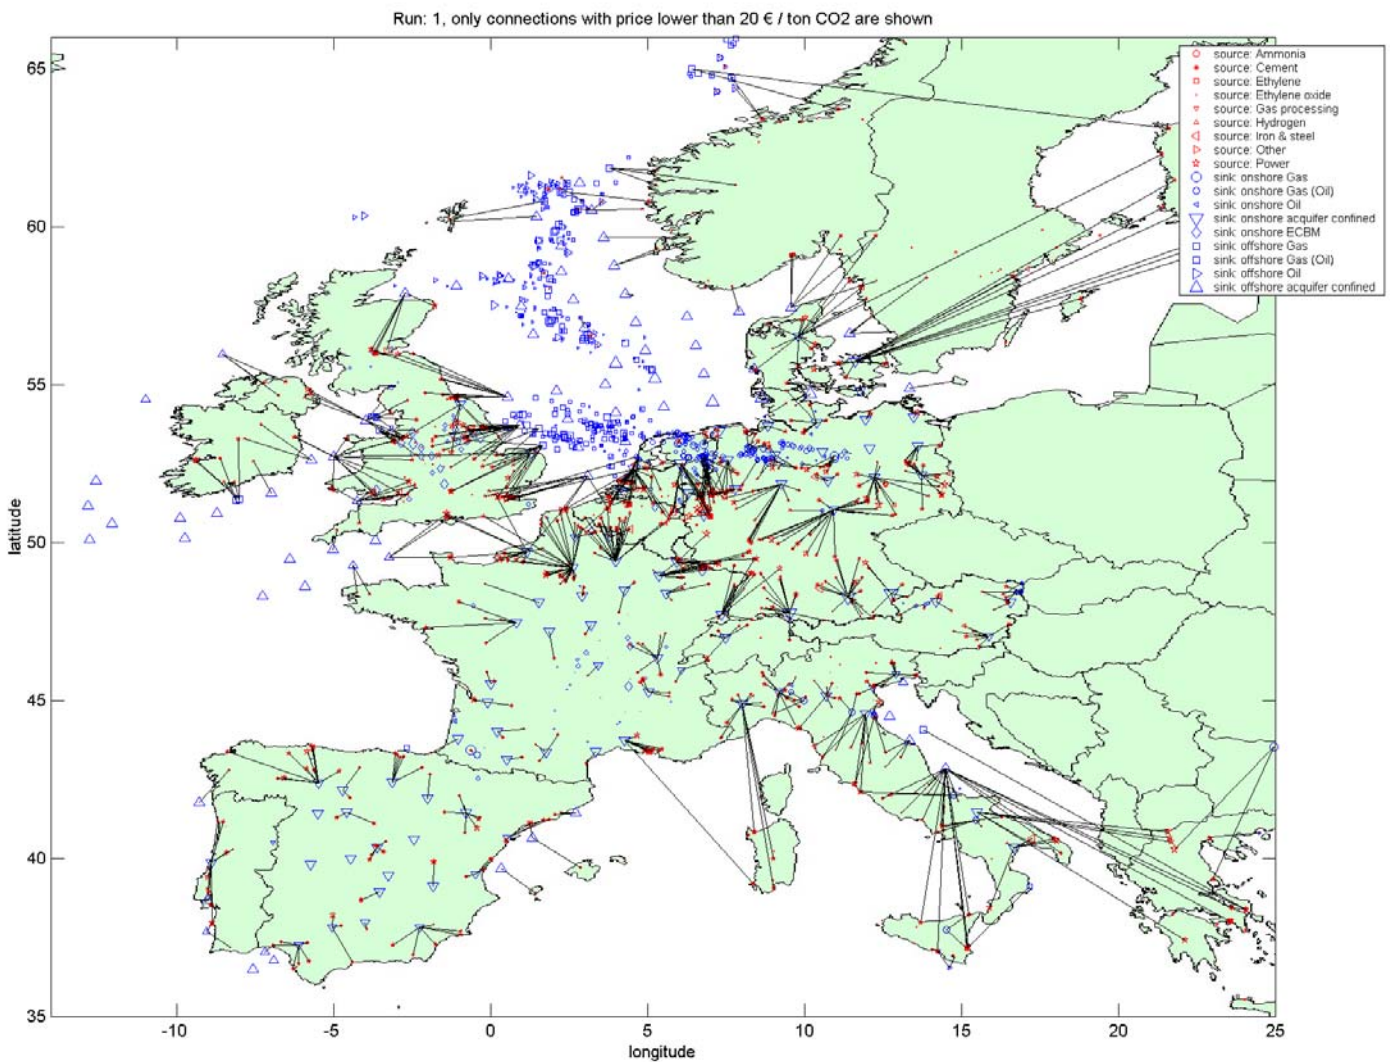 Run: 1, only connections with price lower than 20 € / ton CO2 are shown
source: Ammonia
source: Cement
source: Ethylene
source: Ethylene oxide
source: Gas processing
source: Hydrogen
source: Iron & steel
source: Other
source: Power
sink: onshore Gas
sink: onshore Gas (Oil)
sink: onshore Oil
sink: onshore acquifer confined
sink: onshore ECBM
sink: offshore Gas
sink: offshore Gas (Oil)
sink: offshore Oil
sink: offshore acquifer confined
65
60
55
50
45
40
35
latitude
-10
-5
0
5
10
15
20
25
longitude